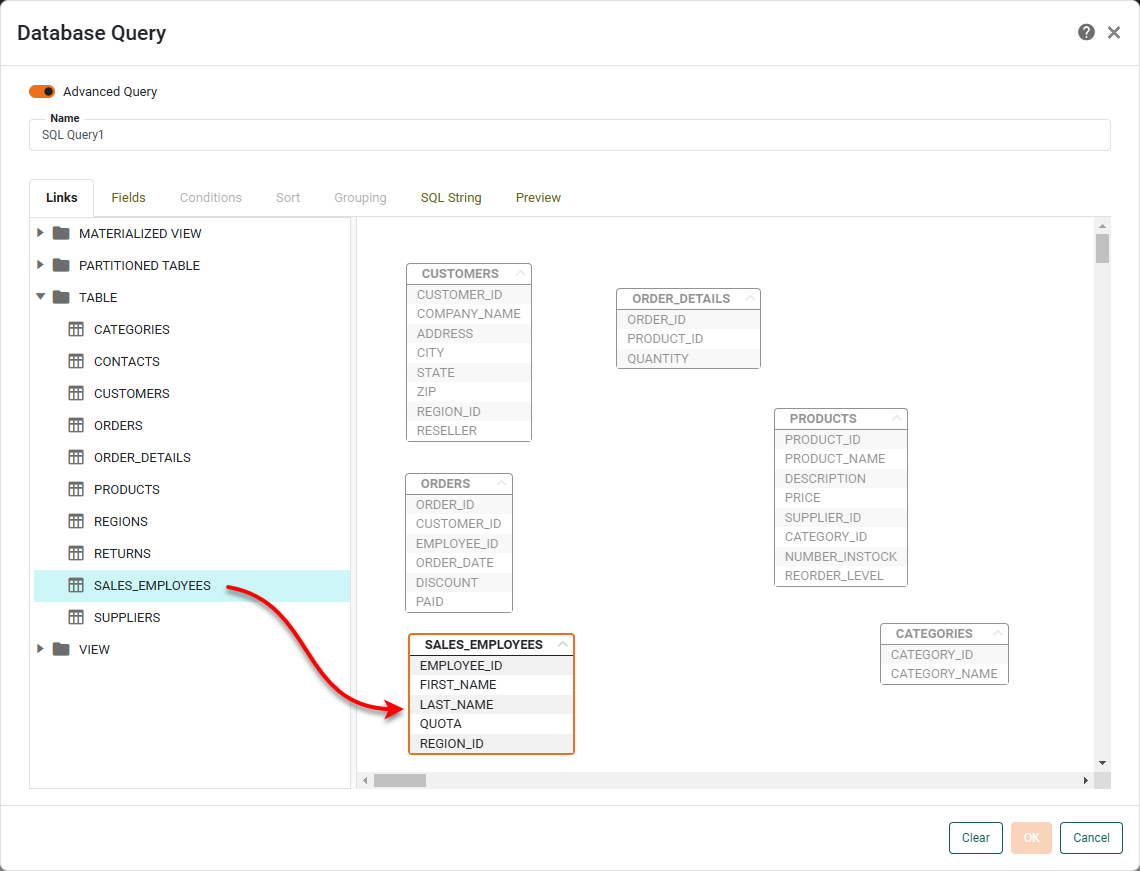 Database Query
Advanced Query
Name
SQL Query1
Links Fields Conditions Sort Grouping SQL String Preview
MATERIALIZED VIEW
PARTITIONED TABLE
TABLE
CATEGORIES
CONTACTS
CUSTOMERS
ORDERS
ORDER_DETAILS
PRODUCTS
REGIONS
RETURNS
SALES_EMPLOYEES
SUPPLIERS
VIEW
CUSTOMERS
CUSTOMER_ID
COMPANY_NAME
ADDRESS
CITY
STATE
ZIP
REGION_ID
RESELLER
ORDERS
ORDER_ID
CUSTOMER_ID
EMPLOYEE_ID
ORDER_DATE
DISCOUNT
PAID
SALES_EMPLOYEES
EMPLOYEE_ID
FIRST_NAME
LAST_NAME
QUOTA
REGION_ID
ORDER_DETAILS
ORDER_ID
PRODUCT_ID
QUANTITY
PRODUCTS
PRODUCT_ID
PRODUCT_NAME
DESCRIPTION
PRICE
SUPPLIER_ID
CATEGORY_ID
NUMBER_INSTOCK
REORDER_LEVEL
CATEGORIES
CATEGORY_ID
CATEGORY_NAME
Clear OK Cancel